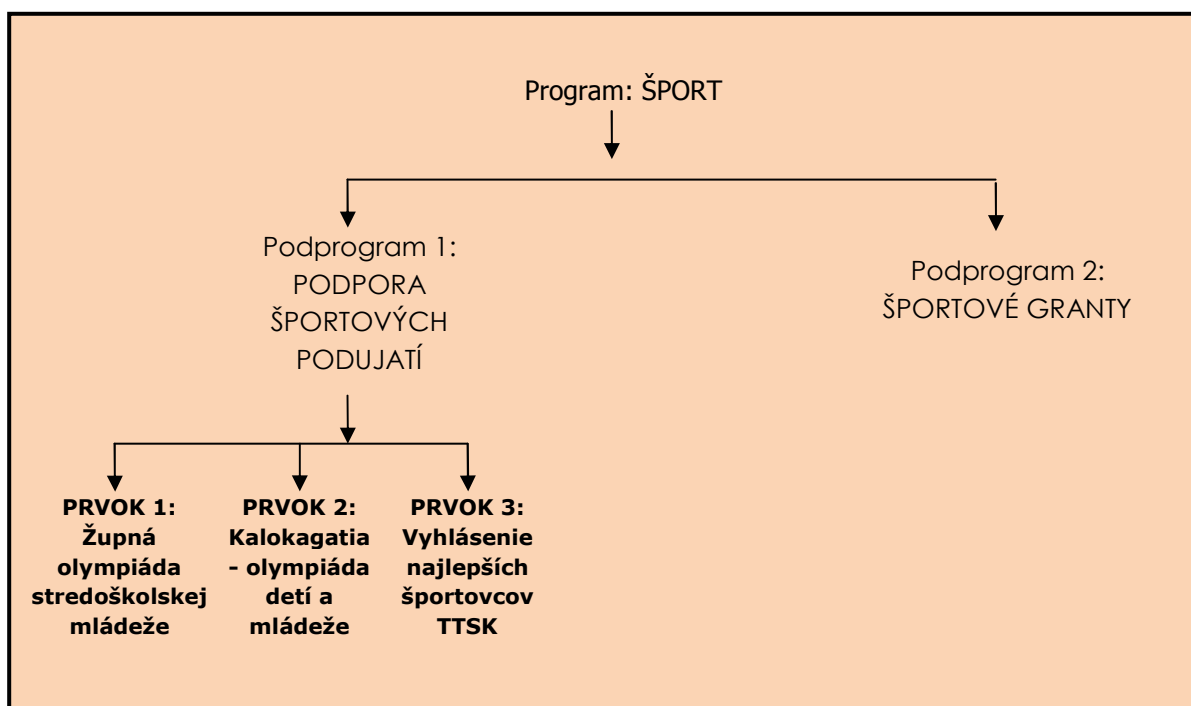 Program: ŠPORT
Podprogram 1:
PODPORA
ŠPORTOVÝCH
PODUJATÍ
Podprogram 2:
ŠPORTOVÉ GRANTY
PRVOK 1:
Župná
olympiáda
stredoškolskej
mládeže
PRVOK 2:
Kalokagatia
- olympiáda
detí a
mládeže
PRVOK 3:
Vyhlásenie
najlepších
športovcov
TTSK